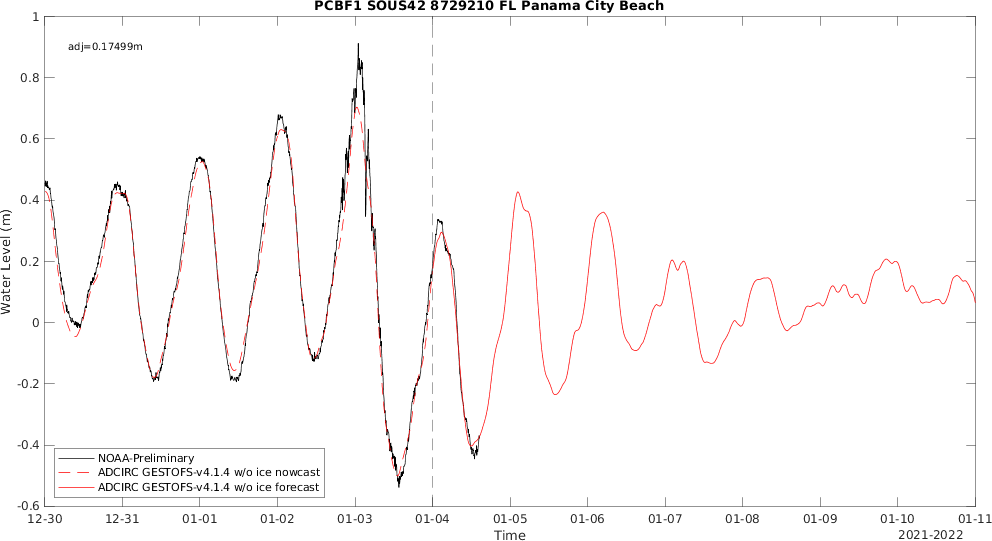 PCBF1 SOUS42 8729210 FL Panama City Beach
adj=0.17499m
1
0.8
0.6
0.4
0.2
0
-0.2
-0.4
-0.6
Water Level (m)
NOAA-Preliminary
ADCIRC GESTOFS-v4.1.4 w/o ice nowcast
ADCIRC GESTOFS-v4.1.4 w/o ice forecast
12-30 12-31 01-01 01-02 01-03 01-04 01-05 01-06 01-07 01-08 01-09 01-10 01-11
Time
2021-2022